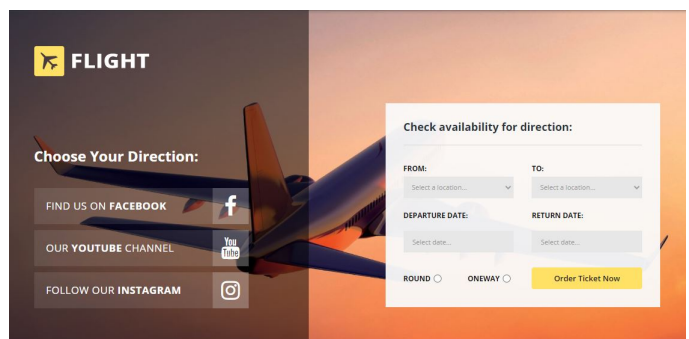 FLIGHT
Choose Your Direction:
FIND US ON FACEBOOK
f
OUR YOUTUBE CHANNEL
You
Tube
FOLLOW OUR INSTAGRAM
Check availability for direction:
FROM: TO:
Select a location... Select a location...
DEPARTURE DATE: RETURN DATE:
Select date... Select date...
ROUND ONEWAY Order Ticket Now